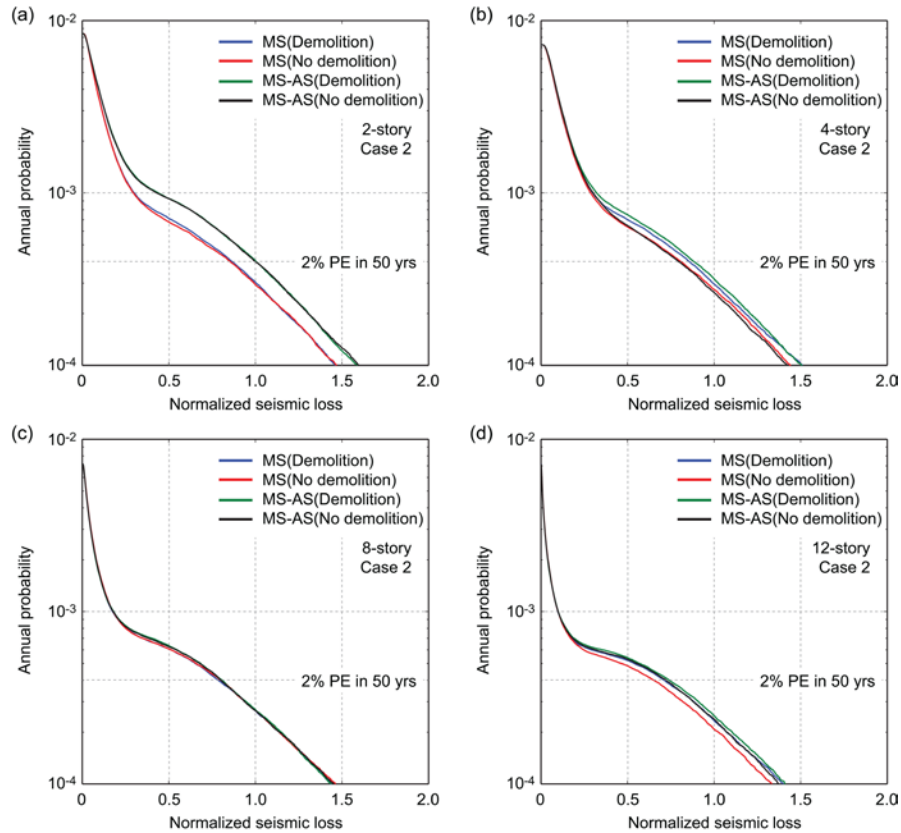 (a)
10-2
MS(Demolition)
MS(No demolition)
MS-AS(Demolition)
MS-AS(No demolition)
2-story
Case 2
Annual probability
10-3
2% PE in 50 yrs
10-4
0 0.5 1.0 1.5 2.0
Normalized seismic loss
(b)
10-2
MS(Demolition)
MS(No demolition)
MS-AS(Demolition)
MS-AS(No demolition)
4-story
Case 2
Annual probability
10-3
2% PE in 50 yrs
10-4
0 0.5 1.0 1.5 2.0
Normalized seismic loss
(c)
10-2
MS(Demolition)
MS(No demolition)
MS-AS(Demolition)
MS-AS(No demolition)
8-story
Case 2
Annual probability
10-3
2% PE in 50 yrs
10-4
0 0.5 1.0 1.5 2.0
Normalized seismic loss
(d)
10-2
MS(Demolition)
MS(No demolition)
MS-AS(Demolition)
MS-AS(No demolition)
12-story
Case 2
Annual probability
10-3
2% PE in 50 yrs
10-4
0 0.5 1.0 1.5 2.0
Normalized seismic loss